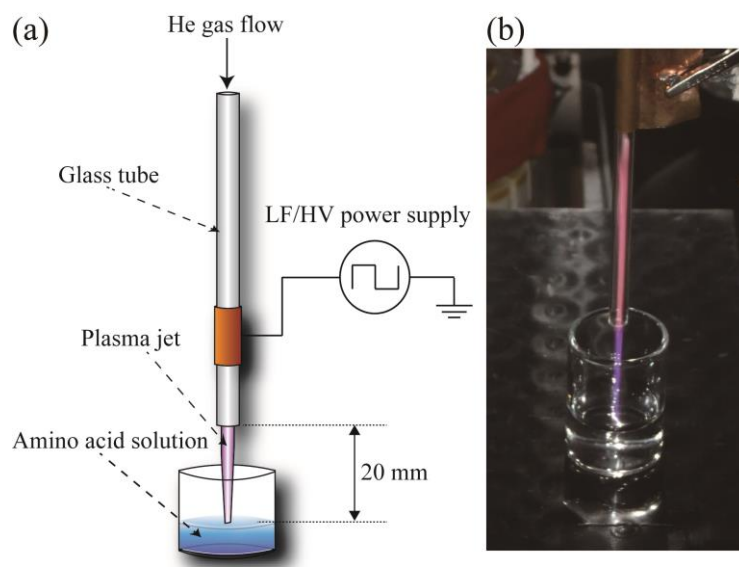 (a)
He gas flow
Glass tube
LF/HV power supply
Plasma jet
Amino acid solution
20 mm
(b)